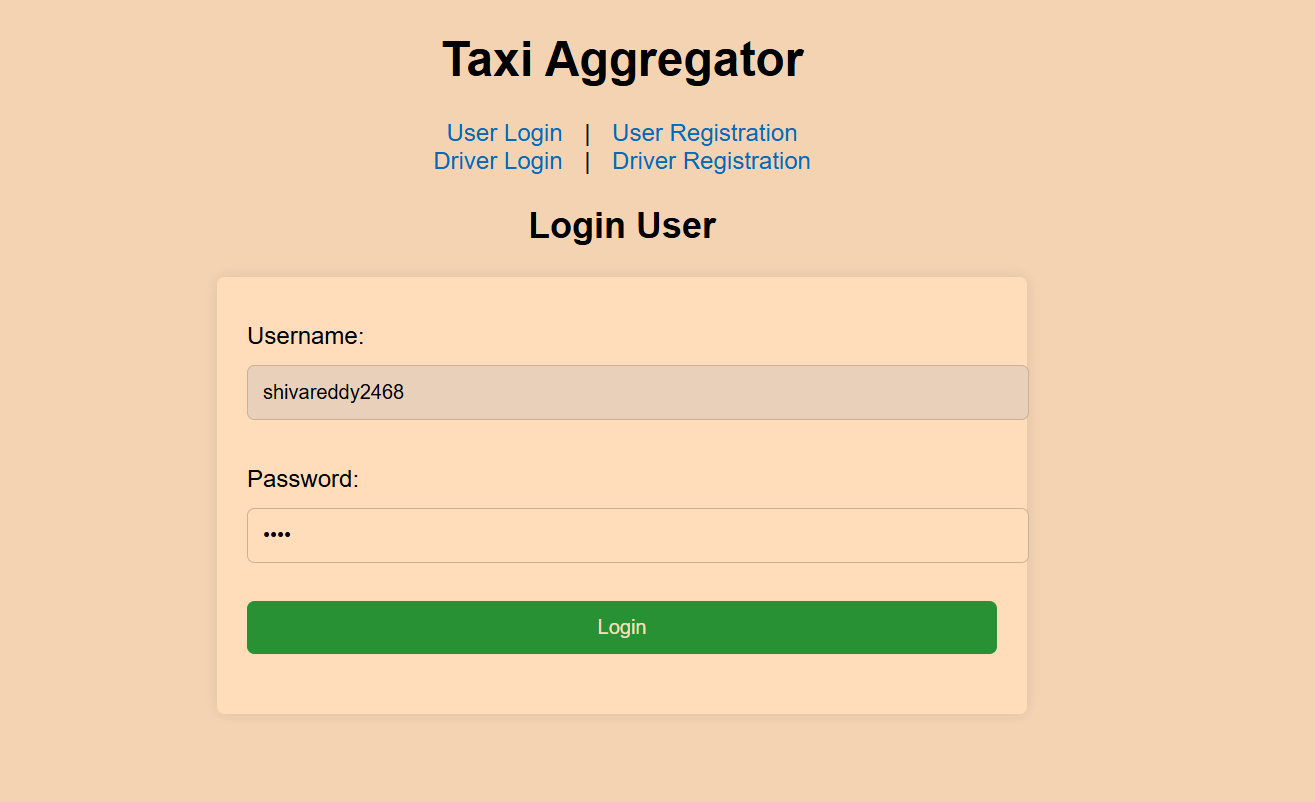 Taxi Aggregator
User Login | User Registration
Driver Login | Driver Registration
Login User
Username:
shivareddy2468
Password:
••••
Login